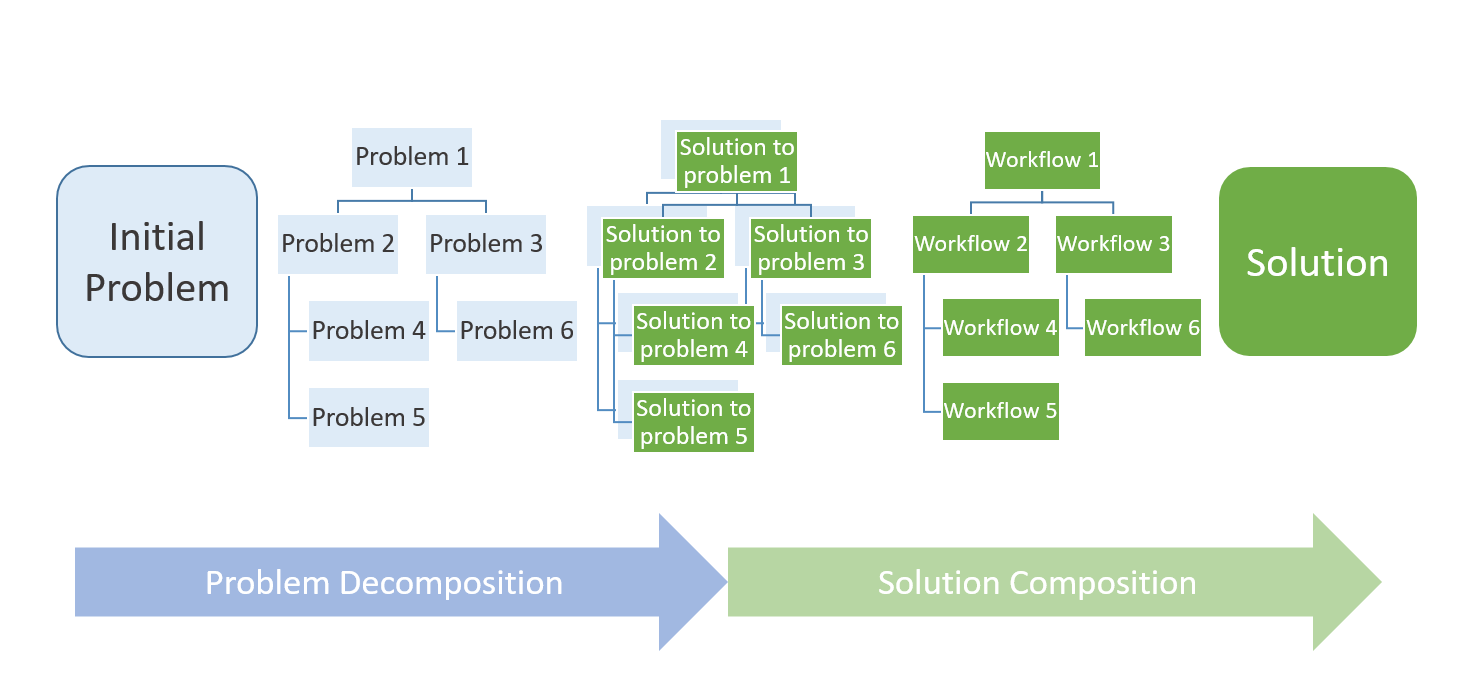 Initial
Problem
Problem 1
Problem 2
Problem 3
Problem 4
Problem 6
Problem 5
Solution to
problem 1
Solution to
problem 2
Solution to
problem 3
Solution to
problem 4
Solution to
problem 6
Solution to
problem 5
Workflow 1
Workflow 2
Workflow 3
Workflow 4
Workflow 6
Workflow 5
Solution
Problem Decomposition
Solution Composition